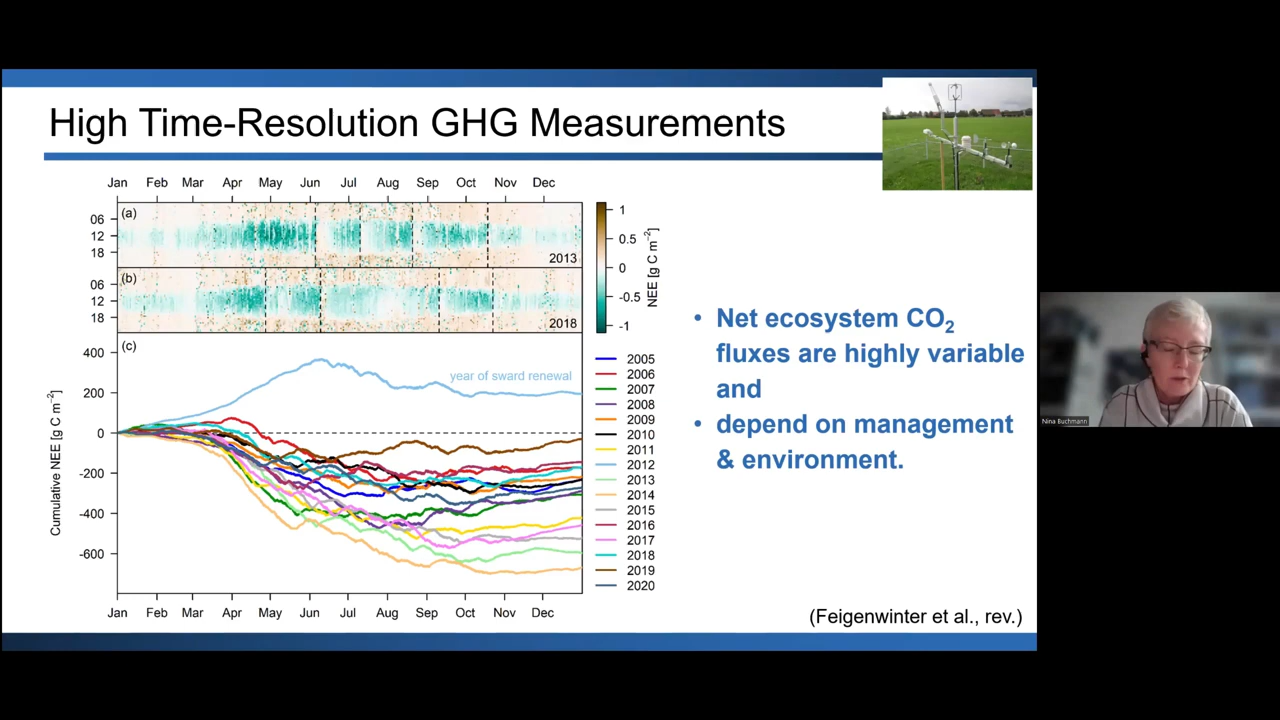 High Time-Resolution GHG Measurements
Jan Feb Mar Apr May Jun Jul Aug Sep Oct Nov Dec
(a)
06
12
18
2013
(b)
06
12
18
2018
1
0.5
0
-0.5
-1
NEE [g C m⁻²]
(c)
400
200
0
-200
-400
-600
Cumulative NEE [g C m⁻²]
year of sward renewal
2005
2006
2007
2008
2009
2010
2011
2012
2013
2014
2015
2016
2017
2018
2019
2020
Jan Feb Mar Apr May Jun Jul Aug Sep Oct Nov Dec
• Net ecosystem CO₂
fluxes are highly variable
and
• depend on management
& environment.
(Feigenwinter et al., rev.)
Nina Buchmann